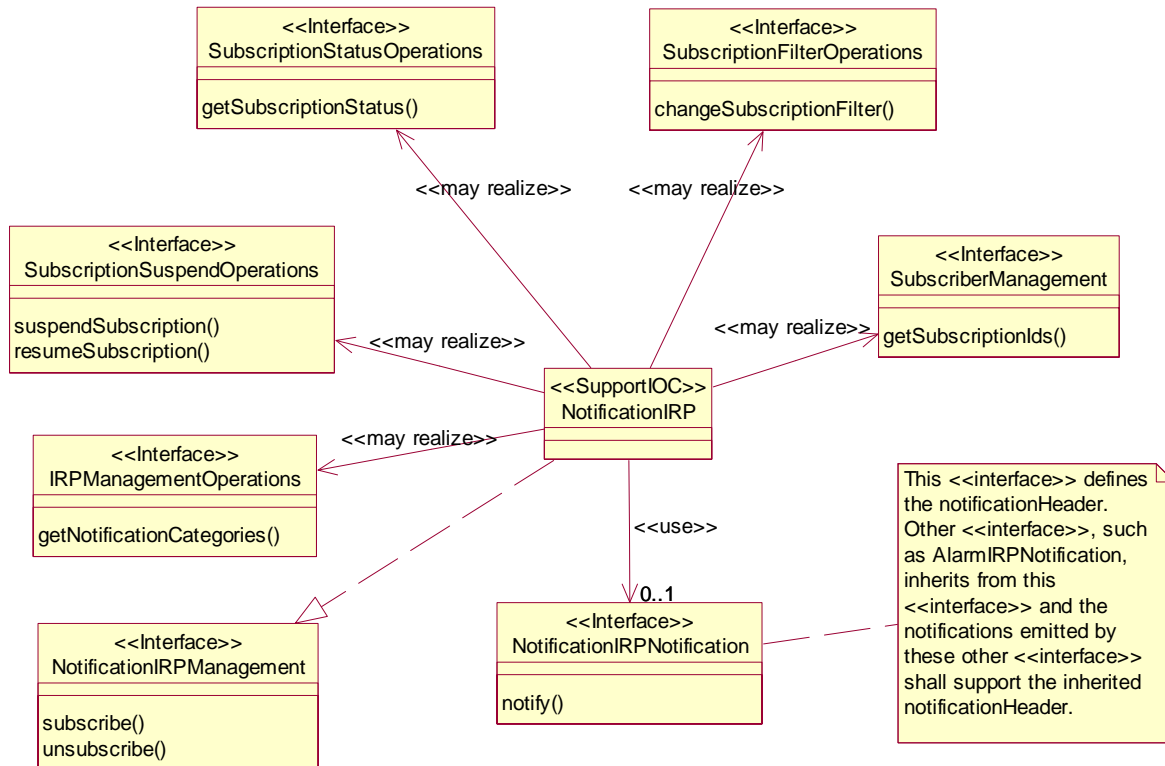 <<Interface>>
SubscriptionStatusOperations
getSubscriptionStatus()
<<Interface>>
SubscriptionFilterOperations
changeSubscriptionFilter()
<<may realize>>
<<may realize>>
<<Interface>>
SubscriptionSuspendOperations
suspendSubscription()
resumeSubscription()
<<Interface>>
SubscriberManagement
getSubscriptionIds()
<<may realize>>
<<may realize>>
<<SupportIOC>>
NotificationIRP
<<may realize>>
<<Interface>>
IRPManagementOperations
getNotificationCategories()
<<use>>
0..1
<<Interface>>
NotificationIRPManagement
subscribe()
unsubscribe()
<<Interface>>
NotificationIRPNotification
notify()
This <<interface>> defines
the notificationHeader.
Other <<interface>>, such
as AlarmIRPNotification,
inherits from this
<<interface>> and the
notifications emitted by
these other <<interface>>
shall support the inherited
notificationHeader.